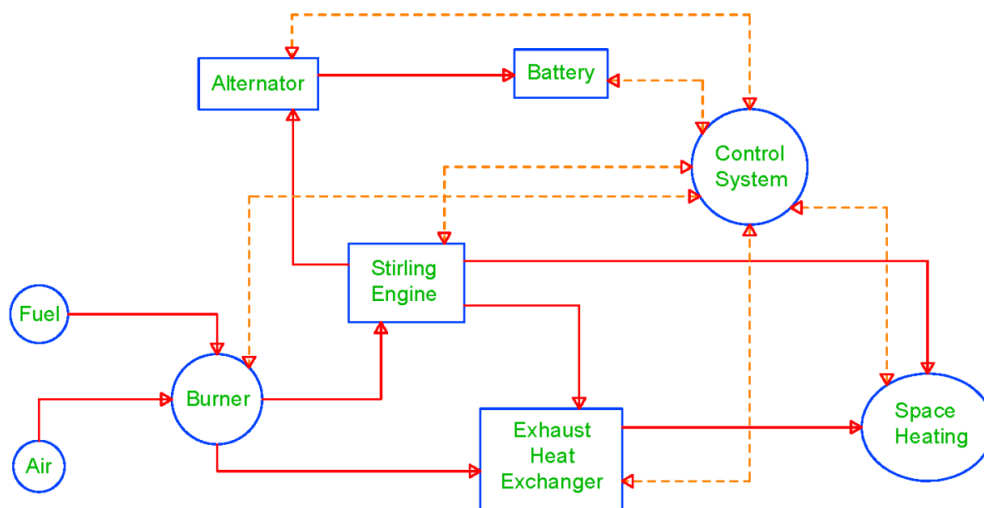 Alternator
Battery
Control
System
Stirling
Engine
Fuel
Burner
Air
Exhaust
Heat
Exchanger
Space
Heating